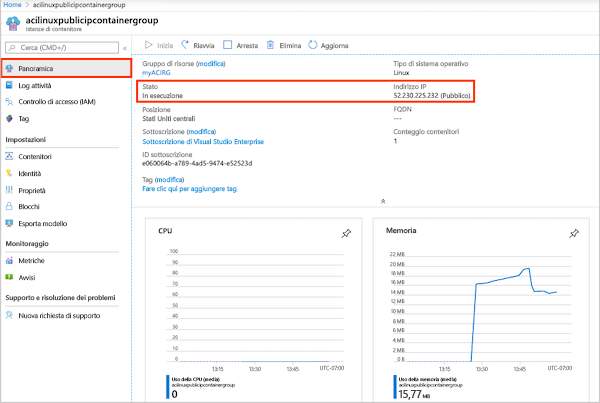 Home >
acilinuxpublicipcontainergroup
Istanze di contenitore
Cerca (CMD+/)
Inizia
Riavvia
Arresta
Elimina
Aggiorna
Panoramica
Log attività
Controllo di accesso (IAM)
Tag
Impostazioni
Contenitori
Identità
Proprietà
Blocchi
Esporta modello
Monitoraggio
Metriche
Avvisi
Supporto e risoluzione dei problemi
Nuova richiesta di supporto
Gruppo di risorse (modifica)
myACIRG
Stato
In esecuzione
Posizione
Stati Uniti centrali
Sottoscrizione (modifica)
Sottoscrizione di Visual Studio Enterprise
ID sottoscrizione
e060064b-a789-4ad5-9474-e52523d
Tag (modifica)
Fare clic qui per aggiungere tag
Tipo di sistema operativo
Linux
Indirizzo IP
52.230.225.232 (Pubblico)
FQDN
---
Conteggio contenitori
1
CPU
100
90
80
70
60
50
40
30
20
10
0
13:15 13:30 13:45 UTC-07:00
Uso della CPU (media)
acilinuxpublicipcontainergroup
0
Memoria
22 MB
20 MB
18 MB
16 MB
14 MB
12 MB
10 MB
8 MB
6 MB
4 MB
2 MB
0 MB
13:15 13:30 13:45 UTC-07:00
Uso della memoria (media)
acilinuxpublicipcontainergroup
15,77 MB